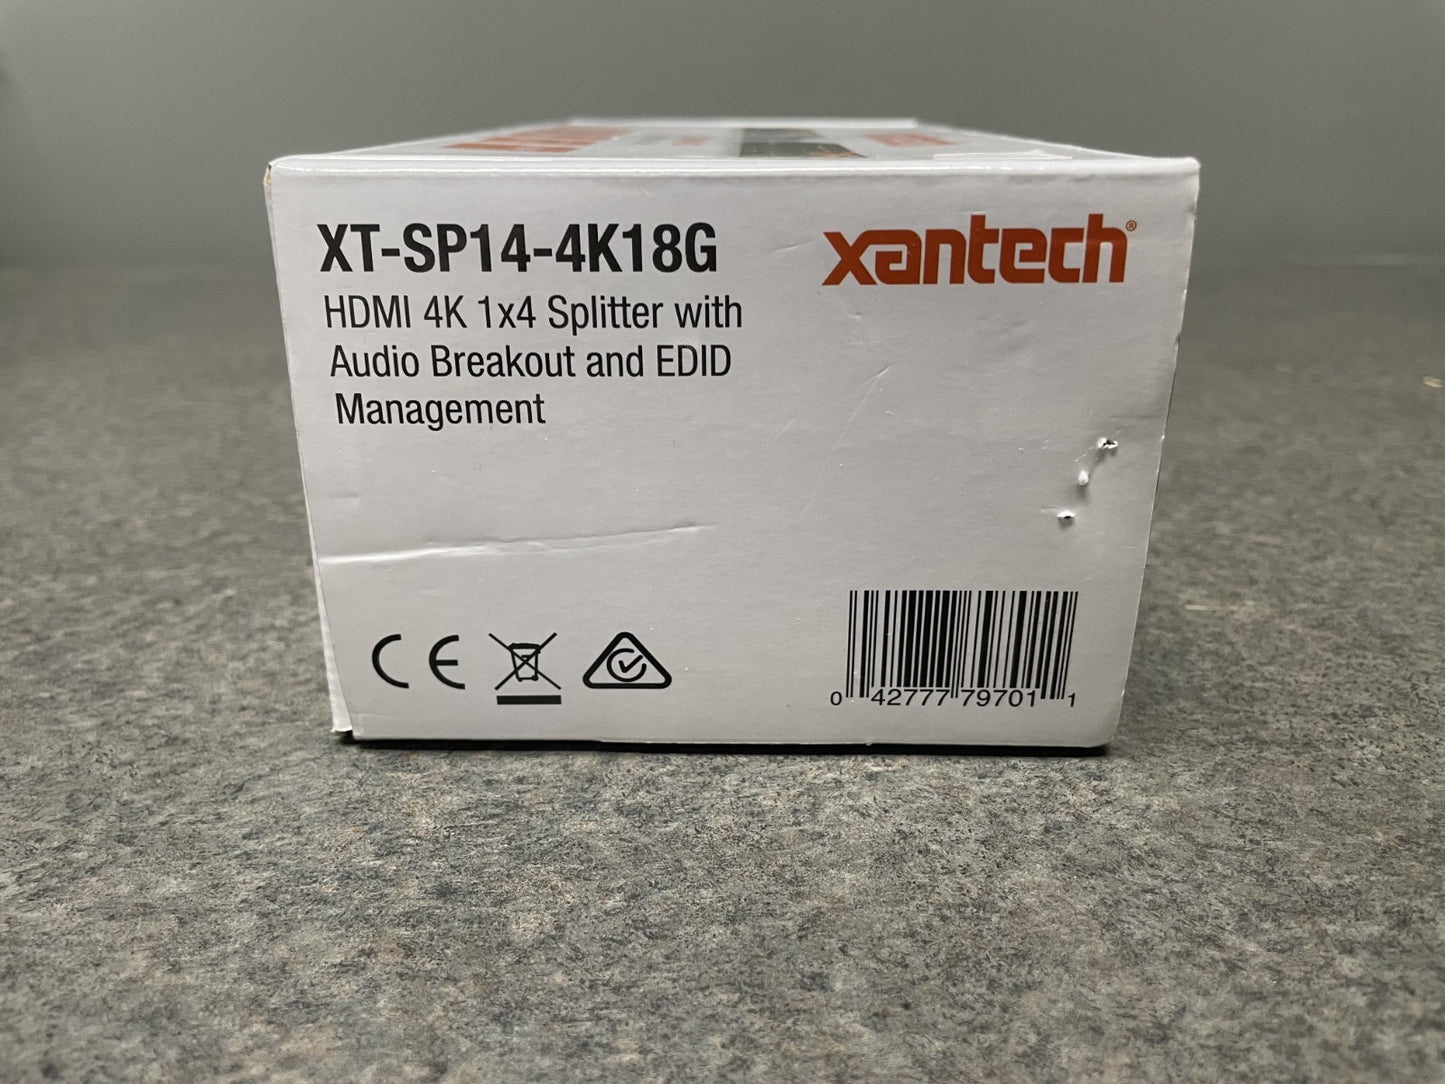 XT-SP14-4K18G
xantech®
HDMI 4K 1x4 Splitter with
Audio Breakout and EDID
Management
CE
0 42777 79701 1